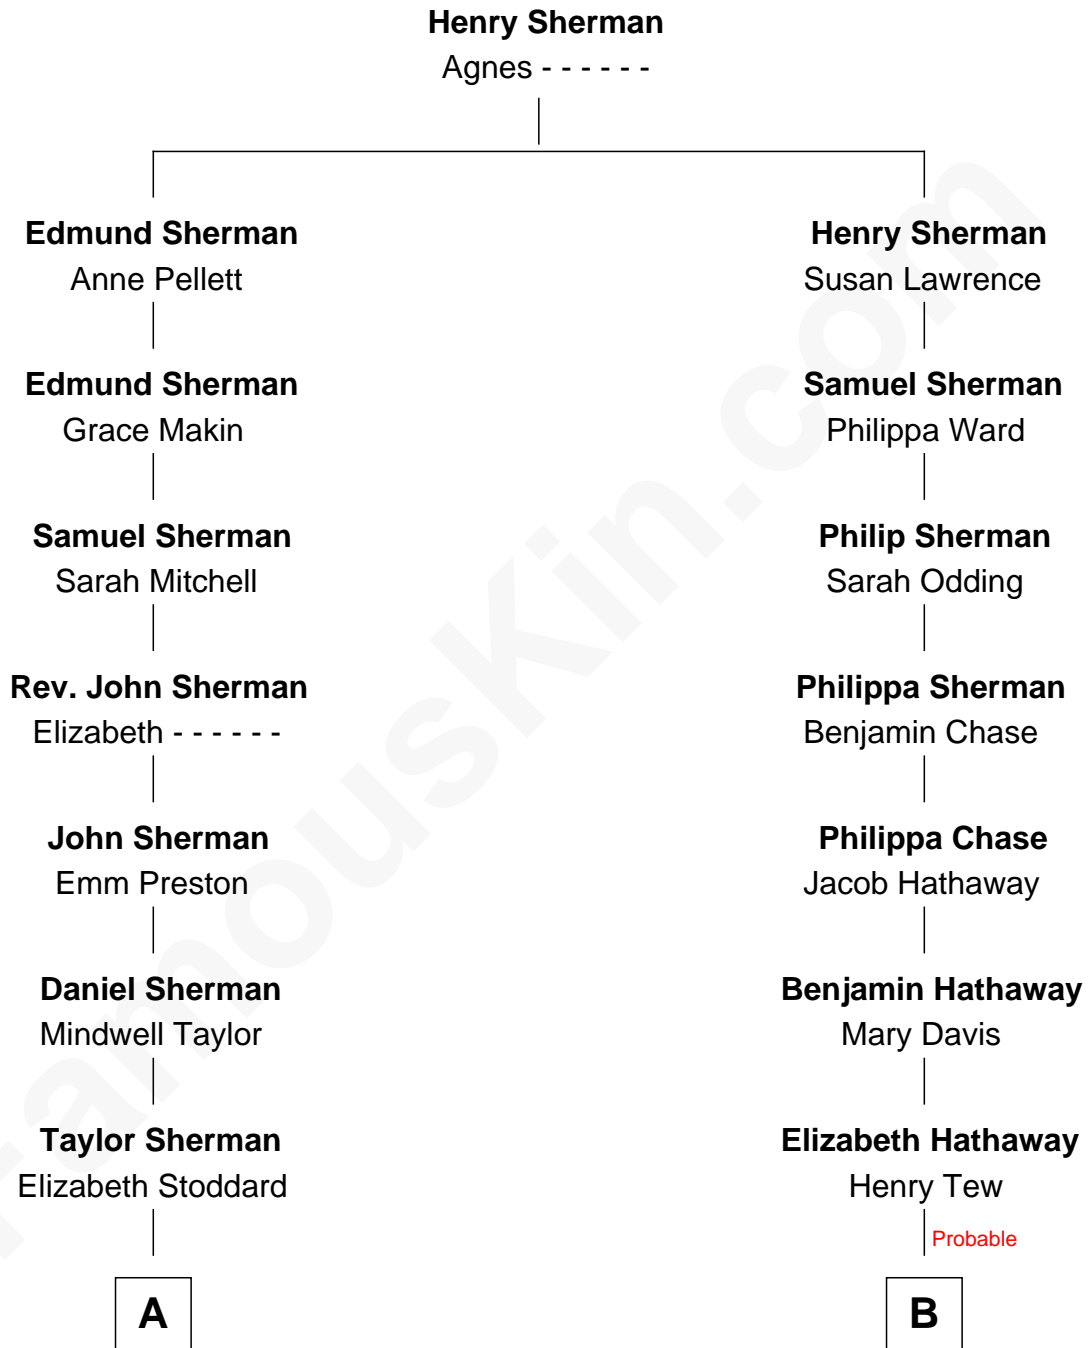 Henry Sherman
Agnes - - - - - -
Edmund Sherman
Anne Pellett
Henry Sherman
Susan Lawrence
Edmund Sherman
Grace Makin
Samuel Sherman
Philippa Ward
Samuel Sherman
Sarah Mitchell
Philip Sherman
Sarah Odding
Rev. John Sherman
Elizabeth - - - - - -
Philippa Sherman
Benjamin Chase
John Sherman
Emm Preston
Philippa Chase
Jacob Hathaway
Daniel Sherman
Mindwell Taylor
Benjamin Hathaway
Mary Davis
Taylor Sherman
Elizabeth Stoddard
Elizabeth Hathaway
Henry Tew
Probable
A
B
FamousKin.com